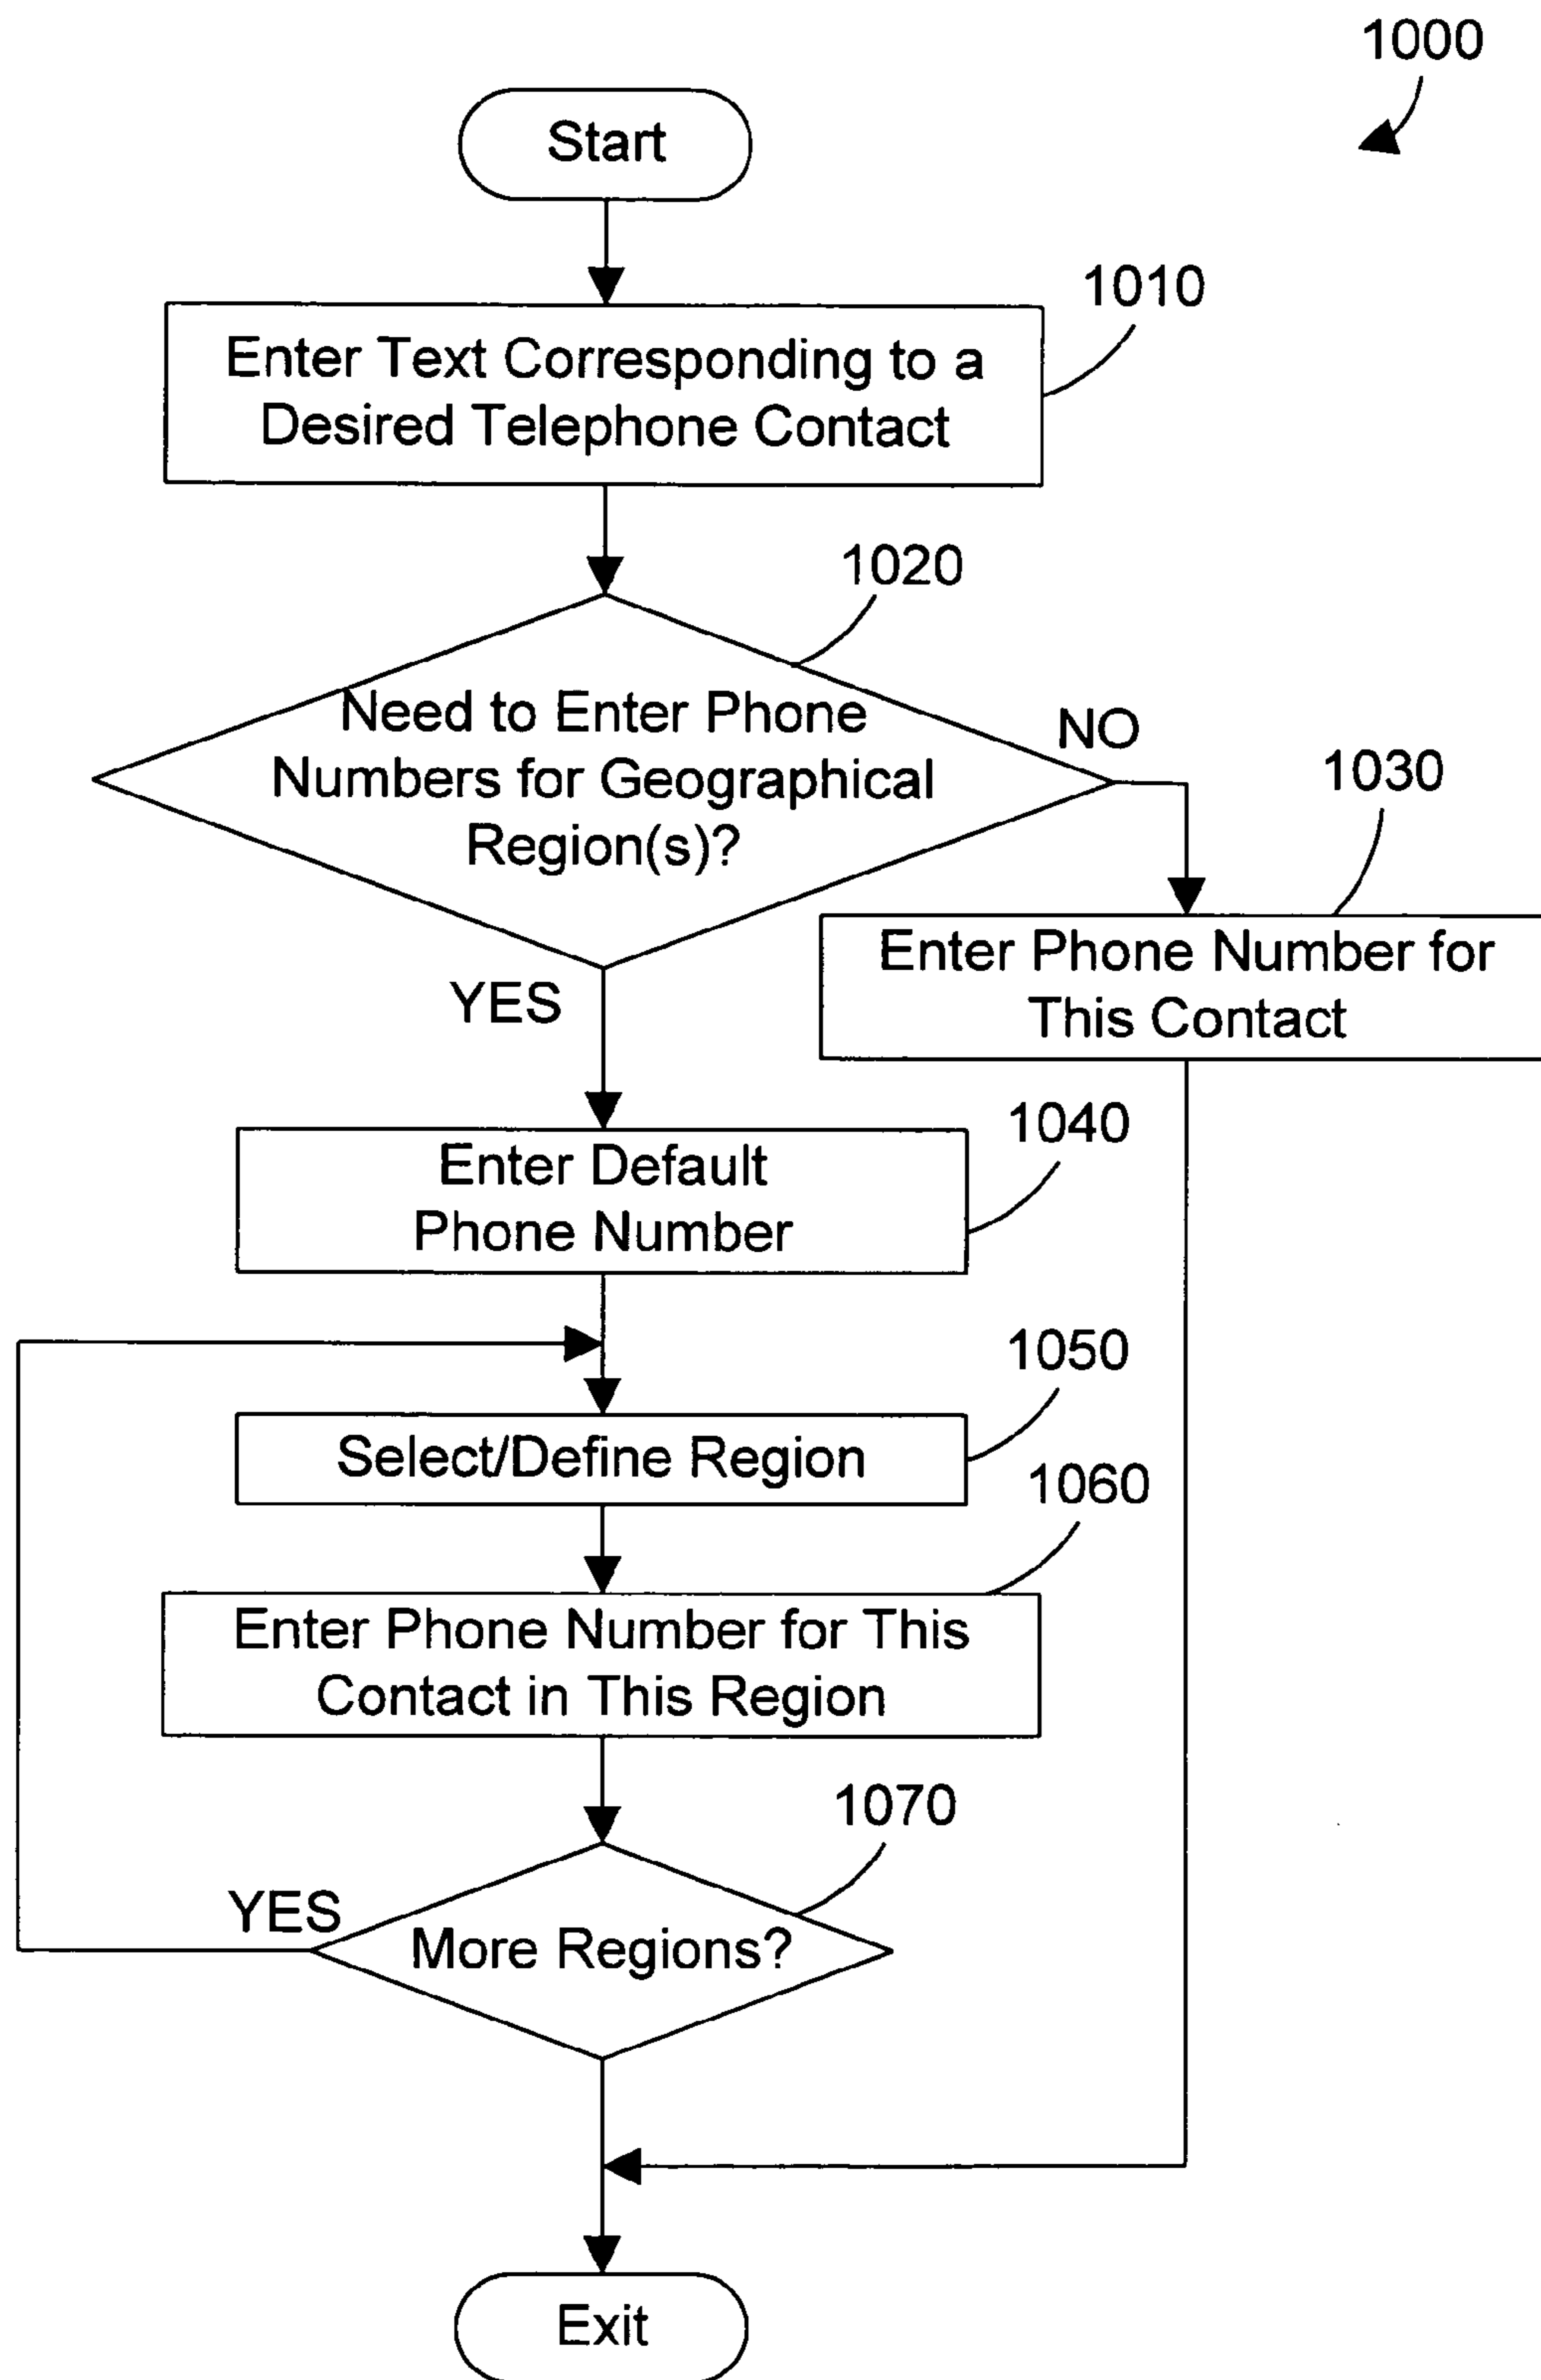 1000
Start
1010
Enter Text Corresponding to a
Desired Telephone Contact
1020
Need to Enter Phone
Numbers for Geographical
Region(s)?
NO
1030
Enter Phone Number for
This Contact
YES
1040
Enter Default
Phone Number
1050
Select/Define Region
1060
Enter Phone Number for This
Contact in This Region
1070
YES
More Regions?
Exit